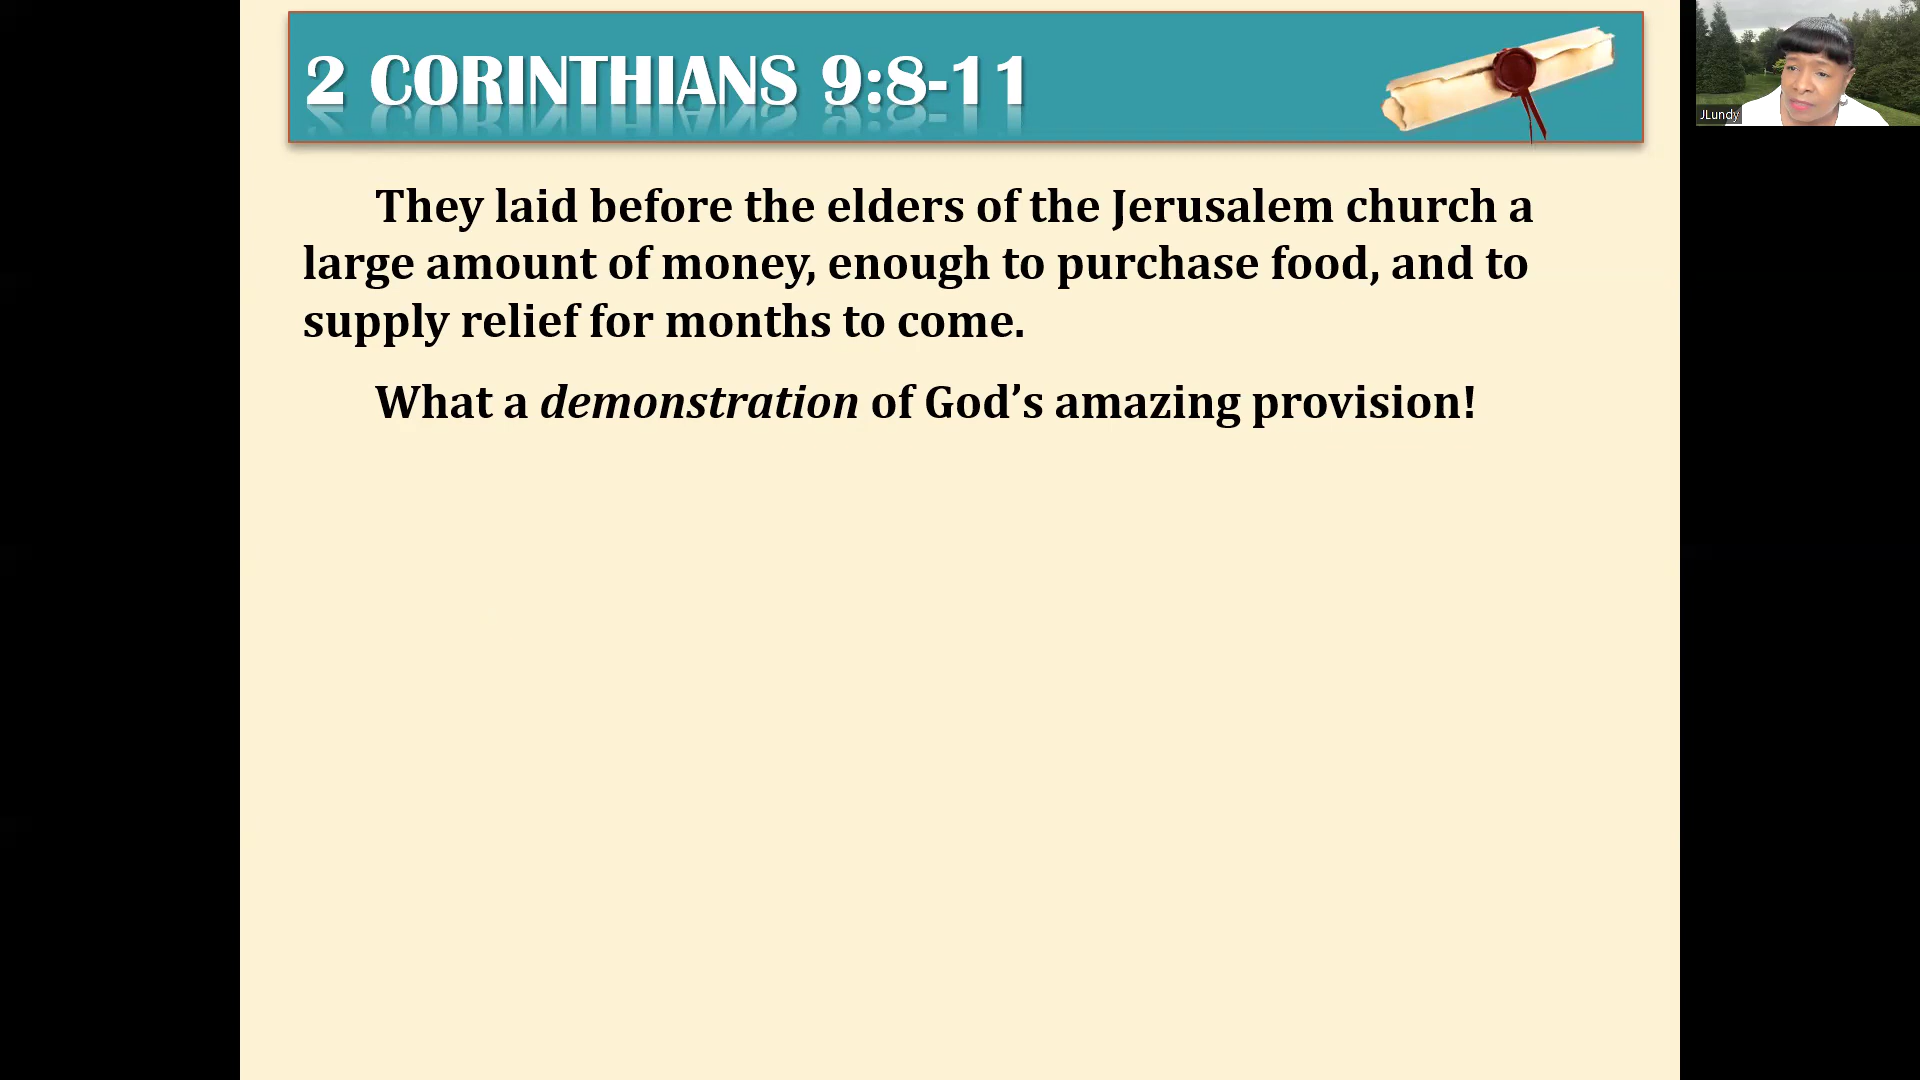 2 CORINTHIANS 9:8-11
JLundy
They laid before the elders of the Jerusalem church a
large amount of money, enough to purchase food, and to
supply relief for months to come.
What a demonstration of God’s amazing provision!